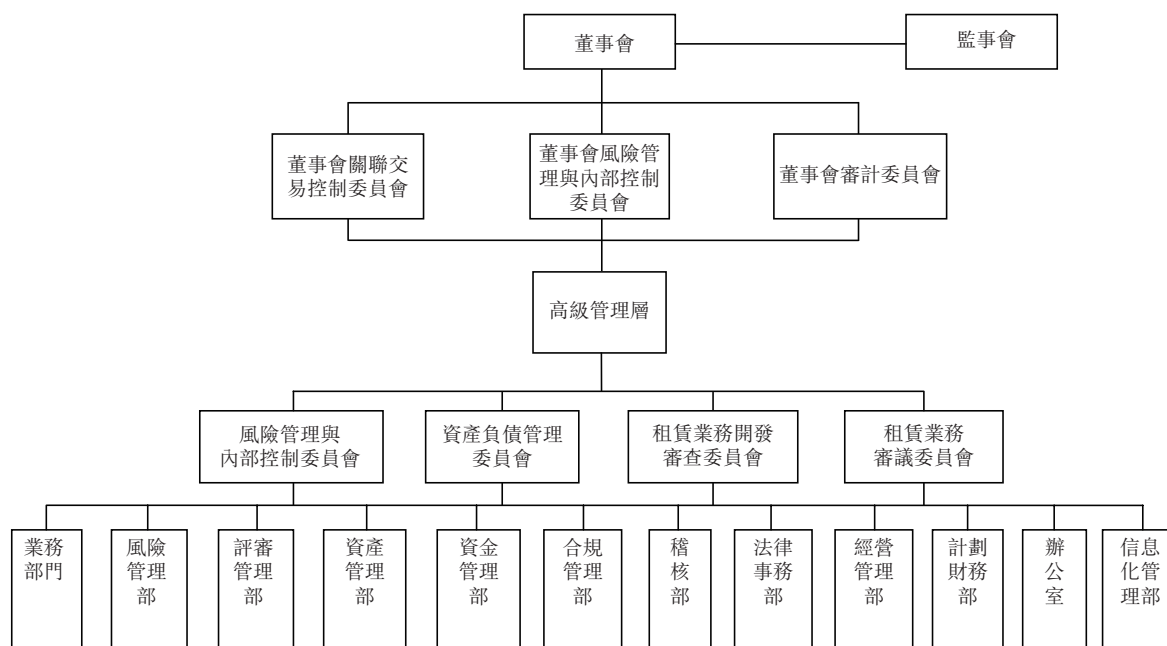 董事會
監事會
董事會關聯交
易控制委員會
董事會風險管
理與內部控制
委員會
董事會審計委員會
高級管理層
風險管理與
內部控制委員會
資產負債管理
委員會
租賃業務開發
審查委員會
租賃業務
審議委員會
業務
部門
風險
管理
部
評審
管理
部
資產
管理
部
資金
管理
部
合規
管理
部
稽
核
部
法律
事務
部
經營
管理
部
計劃
財務
部
辦
公
室
信息
化管
理部